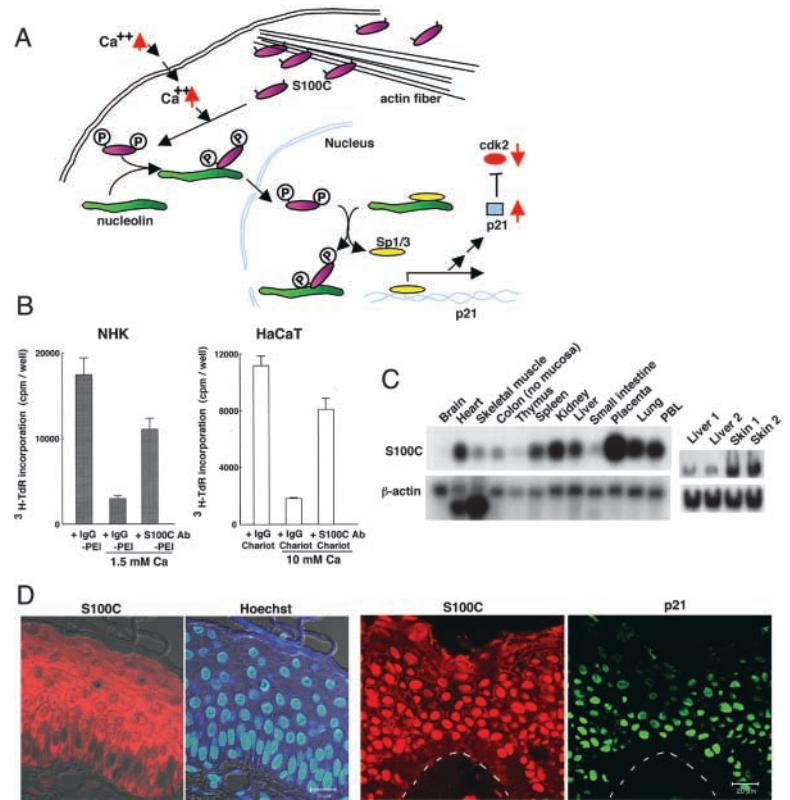 A
Ca++
Ca++
S100C
actin fiber
P P
P
nucleolin
Nucleus
P P
cdk2
p21
Sp1/3
P
p21
B
NHK
HaCaT
3 H-TdR incorporation (cpm / well)
20000
10000
0
+ IgG -PEI
+ IgG -PEI
+ S100C Ab -PEI
1.5 mM Ca
3 H-TdR incorporation (cpm / well)
12000
8000
4000
0
+ IgG Chariot
+ IgG Chariot
+ S100C Ab Chariot
10 mM Ca
C
Brain
Heart
Skeletal muscle
Colon (no mucosa)
Thymus
Spleen
Kidney
Liver
Small intestine
Placenta
Lung
PBL
Liver 1
Liver 2
Skin 1
Skin 2
S100C
β-actin
D
S100C
Hoechst
S100C
p21
20 µm